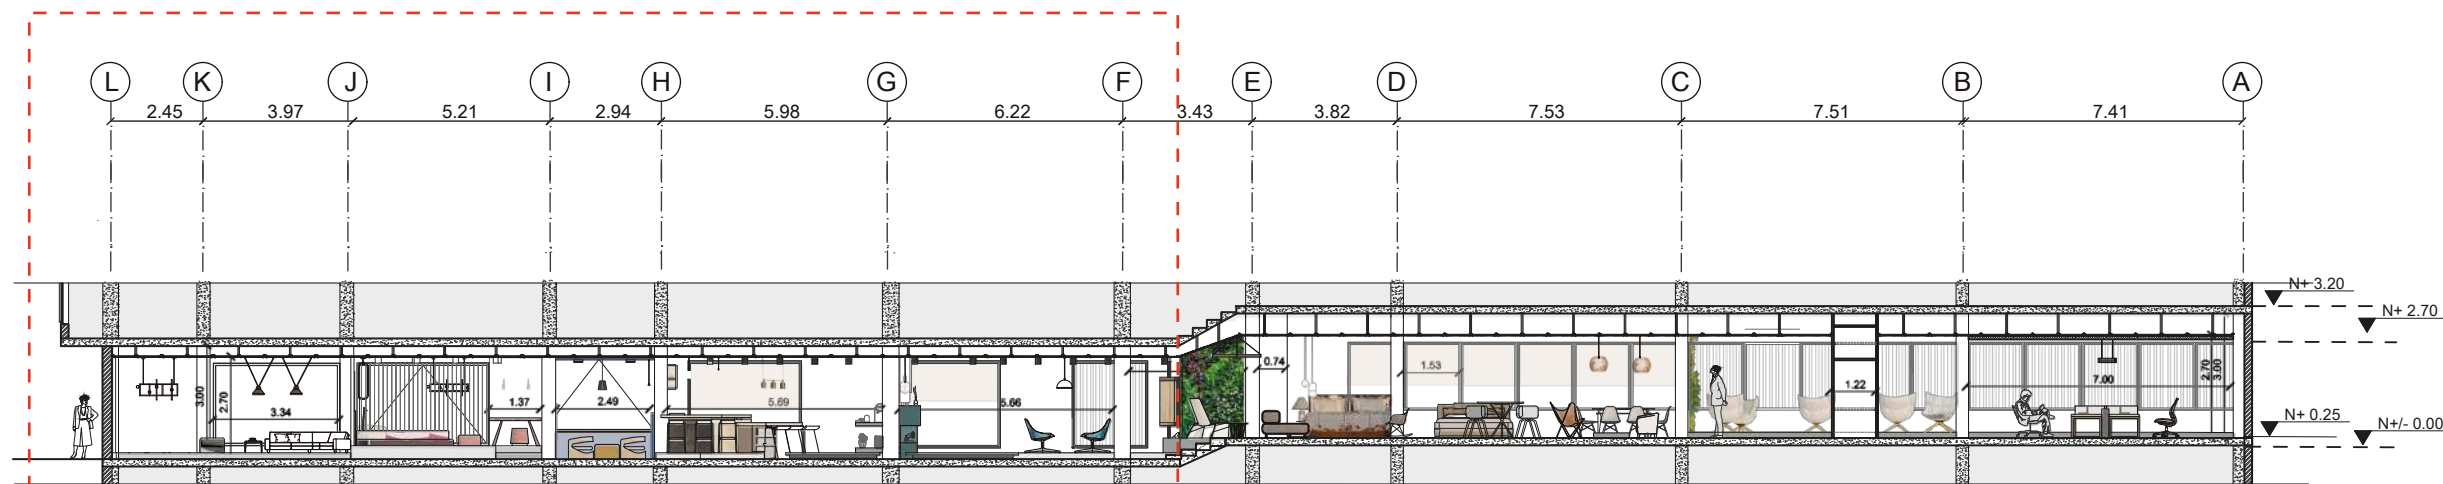 L K J I H G F E D C B A
2.45 3.97 5.21 2.94 5.98 6.22 3.43 3.82 7.53 7.51 7.41
N+ 3.20
N+ 2.70
0.74
1.53
3.00
2.70
3.34
1.37
2.49
5.69
5.66
1.22
7.00
2.70
3.00
N+ 0.25
N+/- 0.00